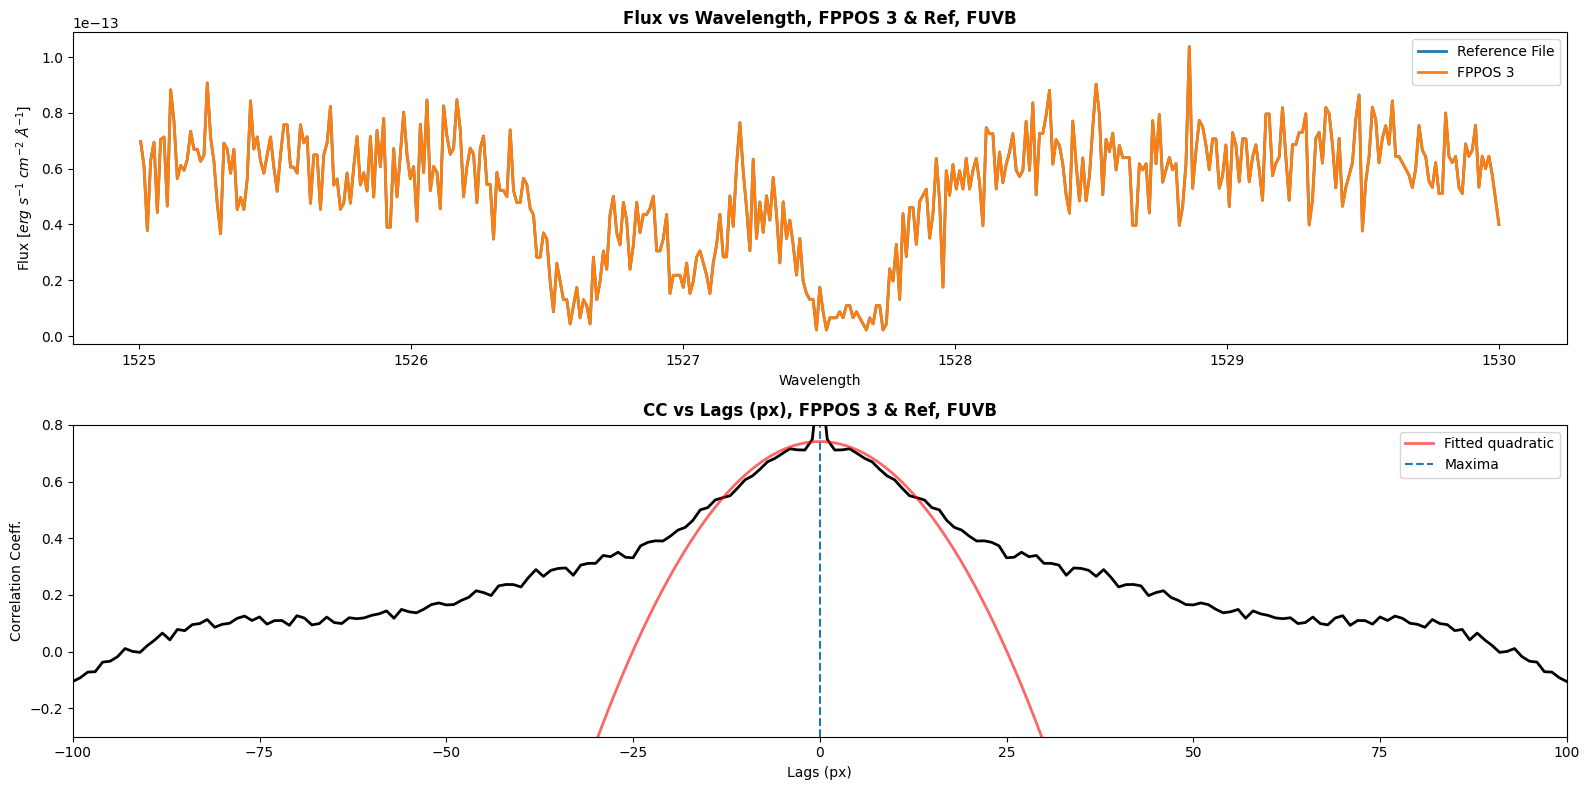 Flux vs Wavelength, FPPOS 3 & Ref, FUVB
1e−13
Flux [erg s⁻¹ cm⁻² Å⁻¹]
1.0
0.8
0.6
0.4
0.2
0.0
Reference File
FPPOS 3
1525 1526 1527 1528 1529 1530
Wavelength
CC vs Lags (px), FPPOS 3 & Ref, FUVB
Correlation Coeff.
0.8
0.6
0.4
0.2
0.0
−0.2
Fitted quadratic
Maxima
−100 −75 −50 −25 0 25 50 75 100
Lags (px)